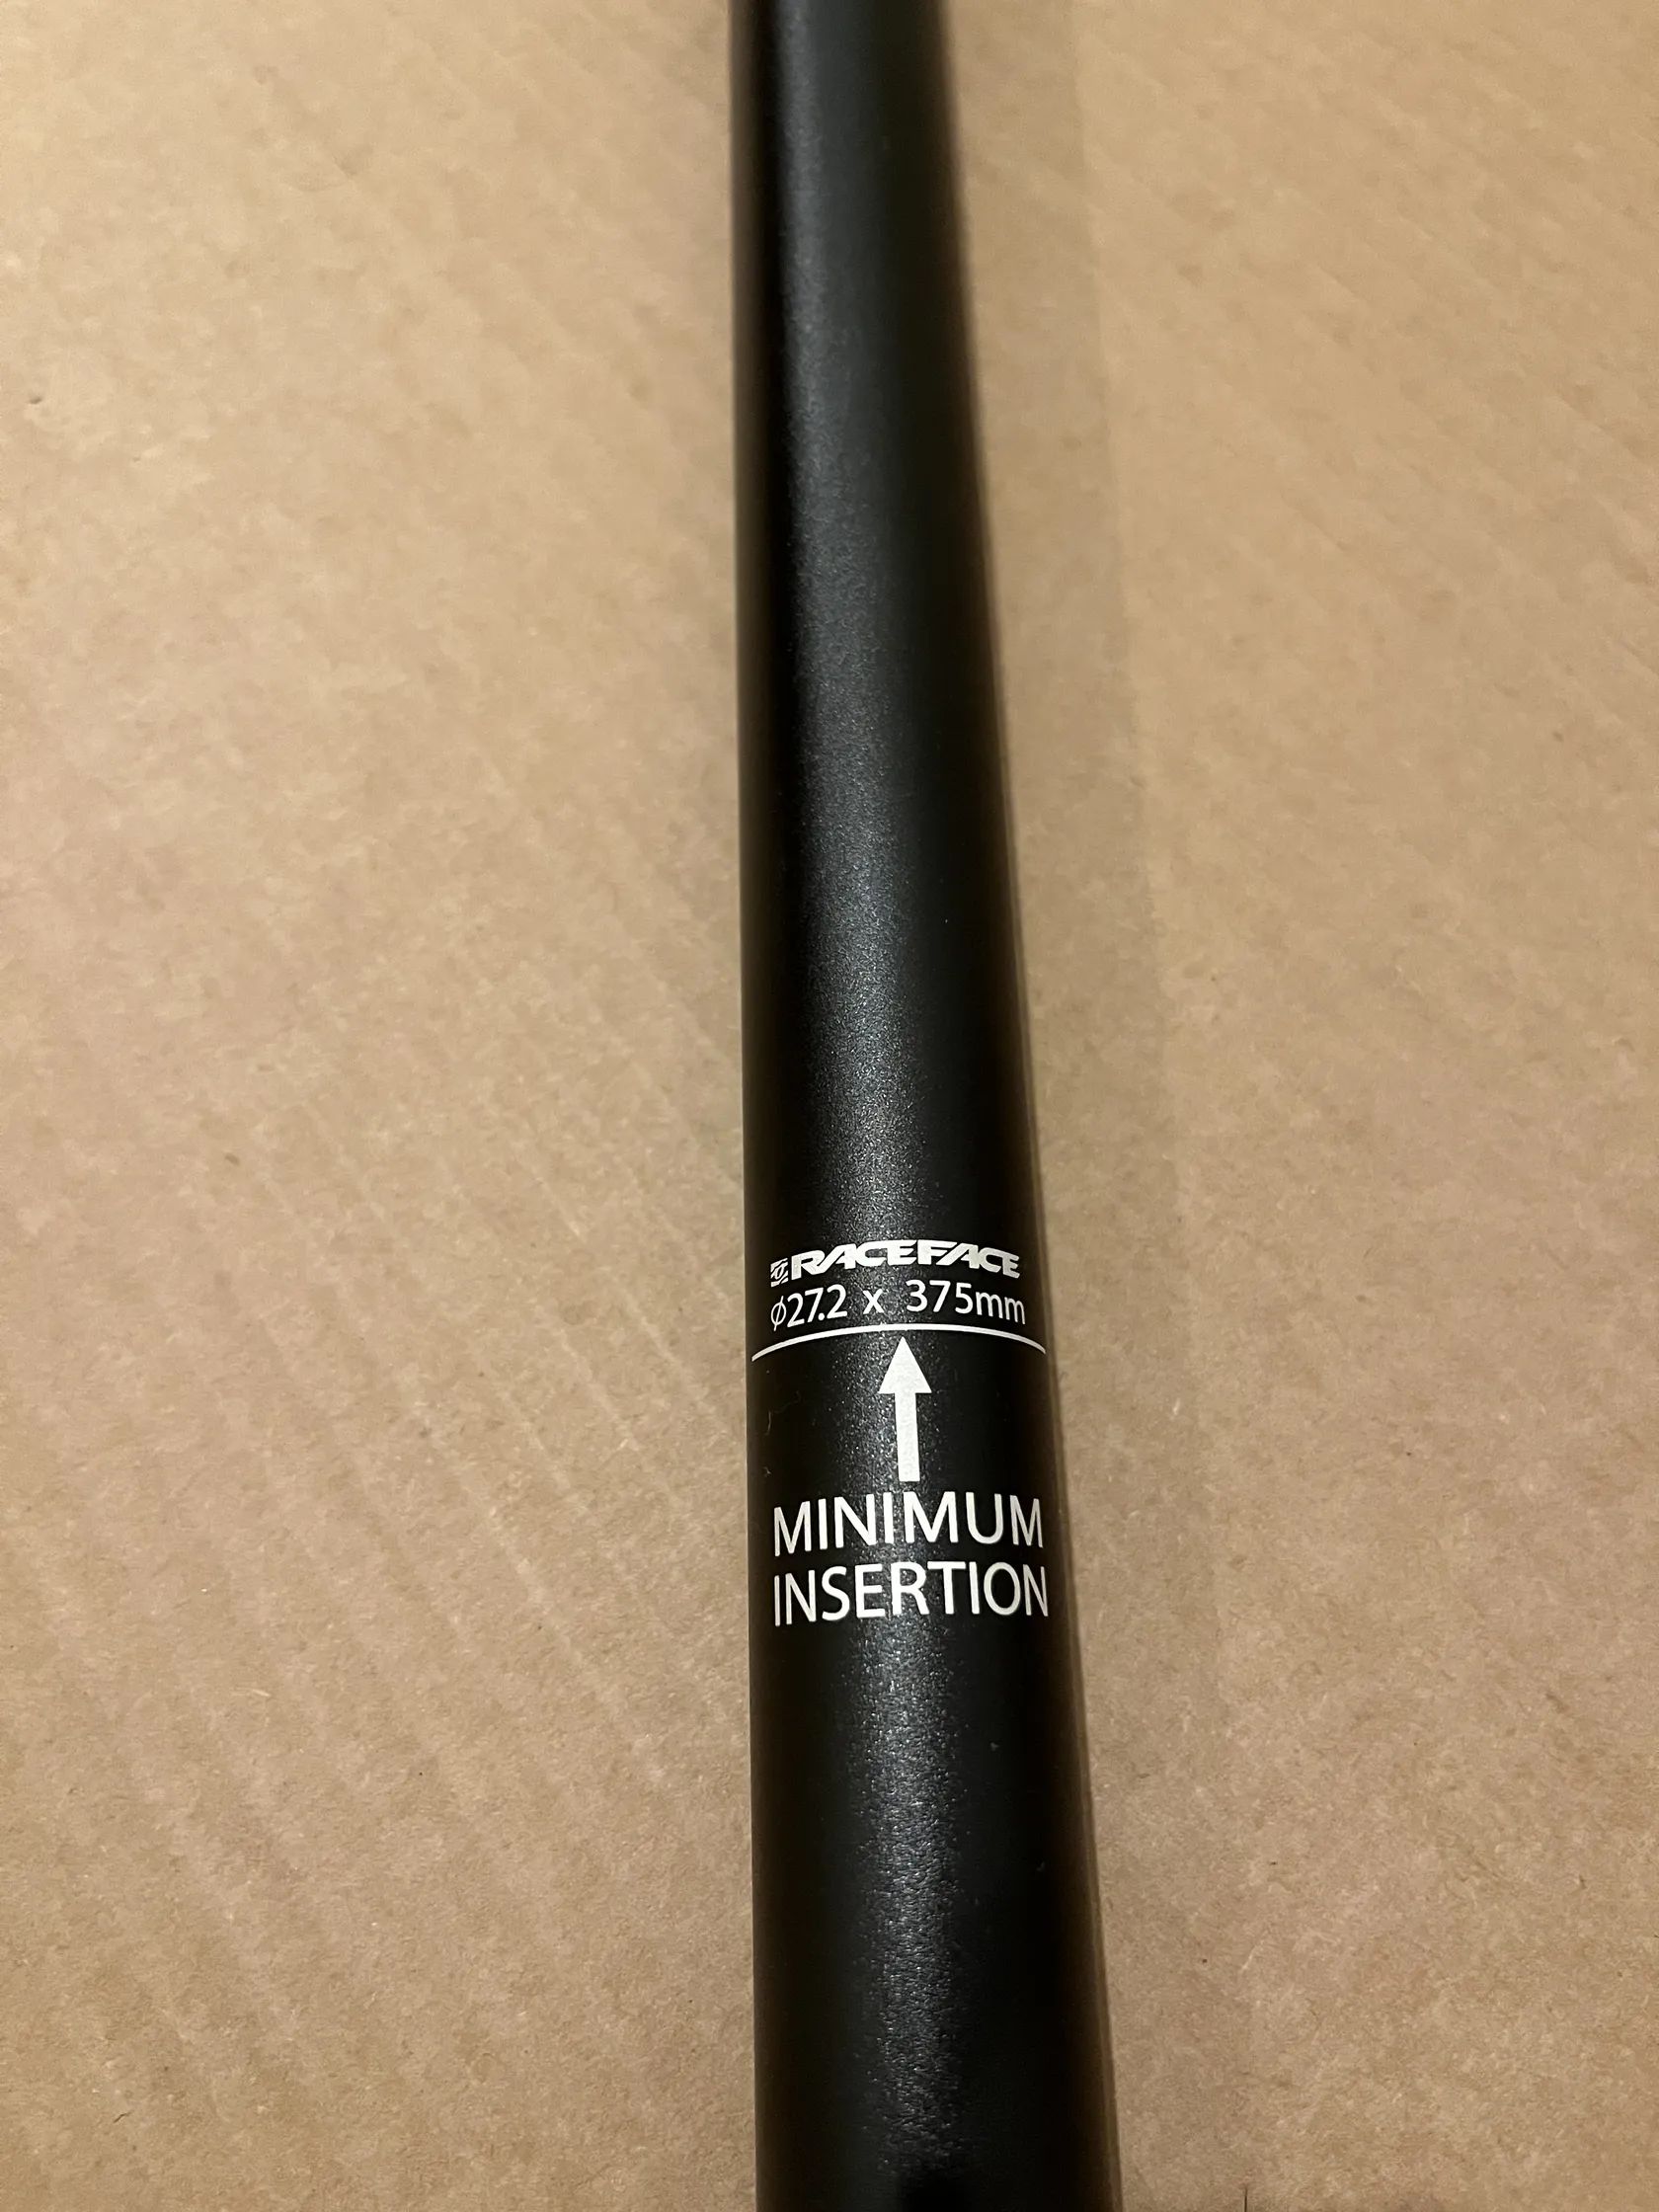 RACEFACE
ϕ27.2 x 375mm
MINIMUM
INSERTION